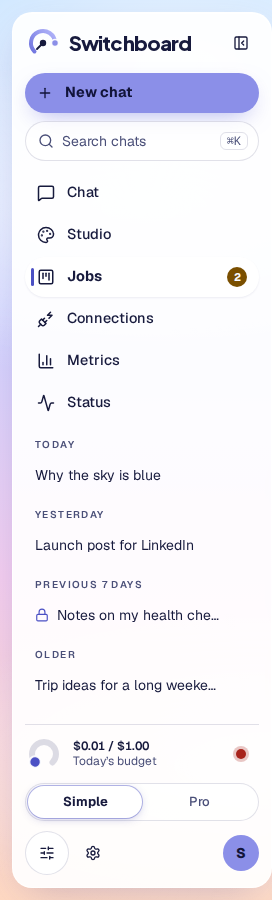 Switchboard
New chat
Search chats ⌘K
Chat
Studio
Jobs 2
Connections
Metrics
Status
TODAY
Why the sky is blue
YESTERDAY
Launch post for LinkedIn
PREVIOUS 7 DAYS
Notes on my health che...
OLDER
Trip ideas for a long weeke...
$0.01 / $1.00
Today's budget
Simple Pro
S